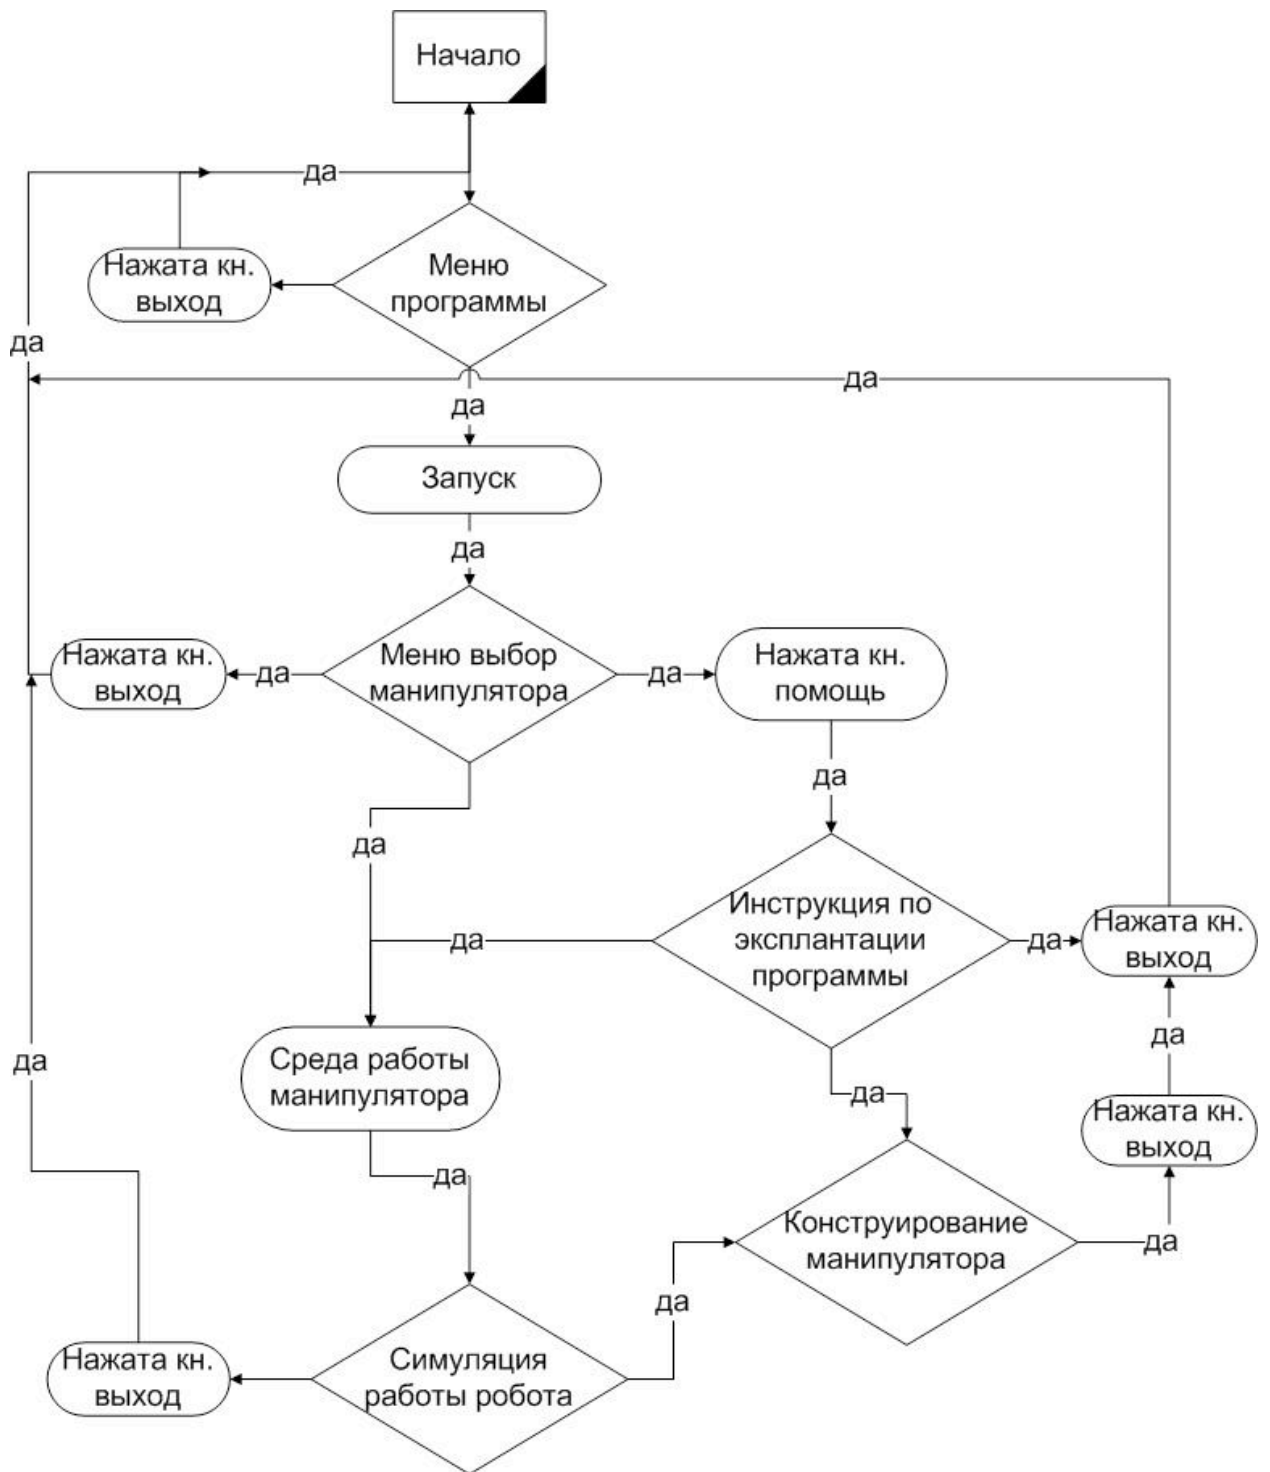 Начало
да
Нажата кн.
выход
Меню
программы
да
да
да
Запуск
да
Нажата кн.
выход
да
Меню выбор
манипулятора
да
Нажата кн.
помощь
да
да
Инструкция по
эксплантации
программы
да
да
Нажата кн.
выход
да
Среда работы
манипулятора
да
да
Нажата кн.
выход
да
Конструирование
манипулятора
да
да
Нажата кн.
выход
Симуляция
работы робота